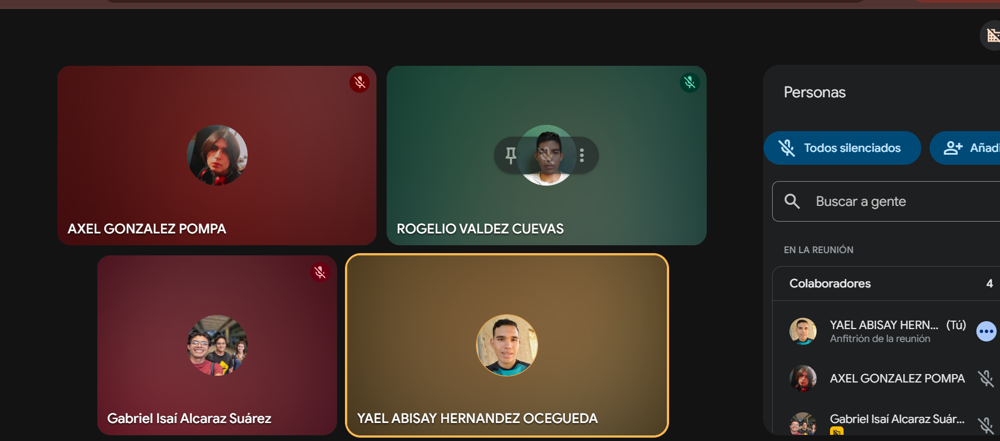 AXEL GONZALEZ POMPA
ROGELIO VALDEZ CUEVAS
Gabriel Isaí Alcaraz Suárez
YAEL ABISAY HERNANDEZ OCEGUEDA
Personas
Todos silenciados
Añadi
Buscar a gente
EN LA REUNIÓN
Colaboradores 4
YAEL ABISAY HERN... (Tú)
Anfitrión de la reunión
AXEL GONZALEZ POMPA
Gabriel Isaí Alcaraz Suár...